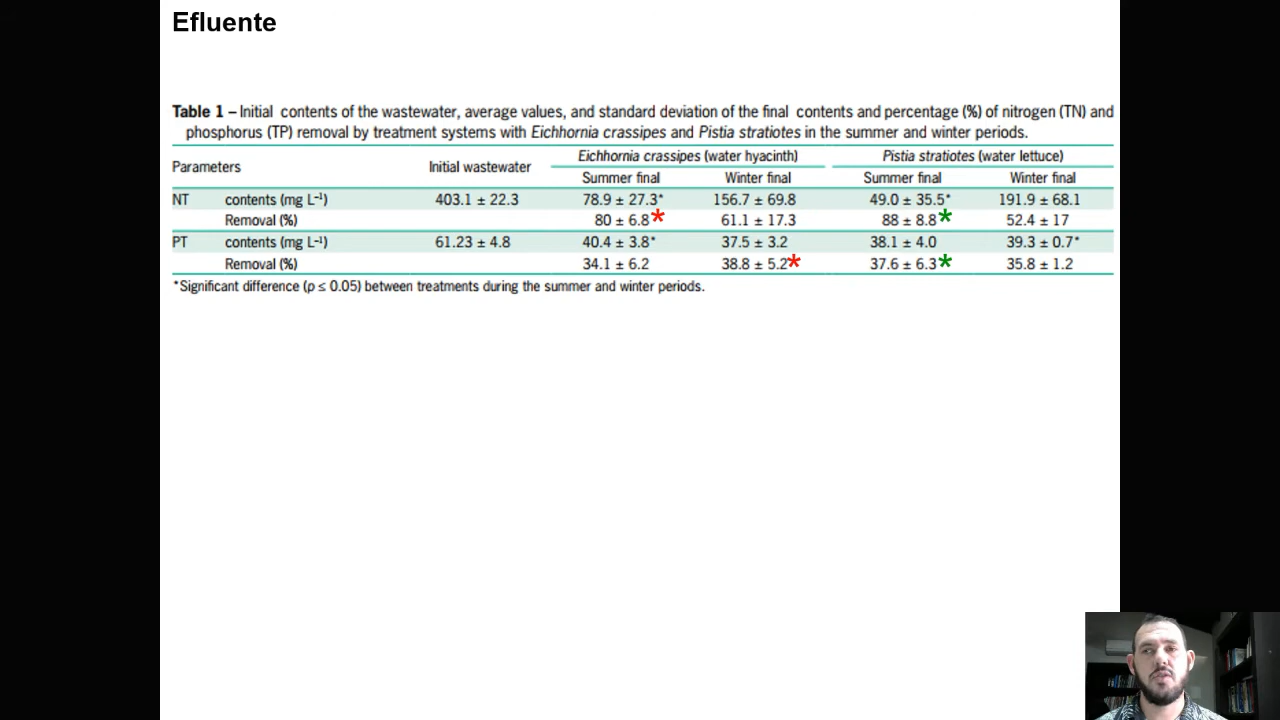 Efluente
Table 1 – Initial contents of the wastewater, average values, and standard deviation of the final contents and percentage (%) of nitrogen (TN) and
phosphorus (TP) removal by treatment systems with Eichhornia crassipes and Pistia stratiotes in the summer and winter periods.
Parameters Initial wastewater Eichhornia crassipes (water hyacinth) Pistia stratiotes (water lettuce)
Summer final Winter final Summer final Winter final
NT contents (mg L⁻¹) 403.1 ± 22.3 78.9 ± 27.3* 156.7 ± 69.8 49.0 ± 35.5* 191.9 ± 68.1
Removal (%) 80 ± 6.8* 61.1 ± 17.3 88 ± 8.8* 52.4 ± 17
PT contents (mg L⁻¹) 61.23 ± 4.8 40.4 ± 3.8* 37.5 ± 3.2 38.1 ± 4.0 39.3 ± 0.7*
Removal (%) 34.1 ± 6.2 38.8 ± 5.2* 37.6 ± 6.3* 35.8 ± 1.2
*Significant difference (p ≤ 0.05) between treatments during the summer and winter periods.